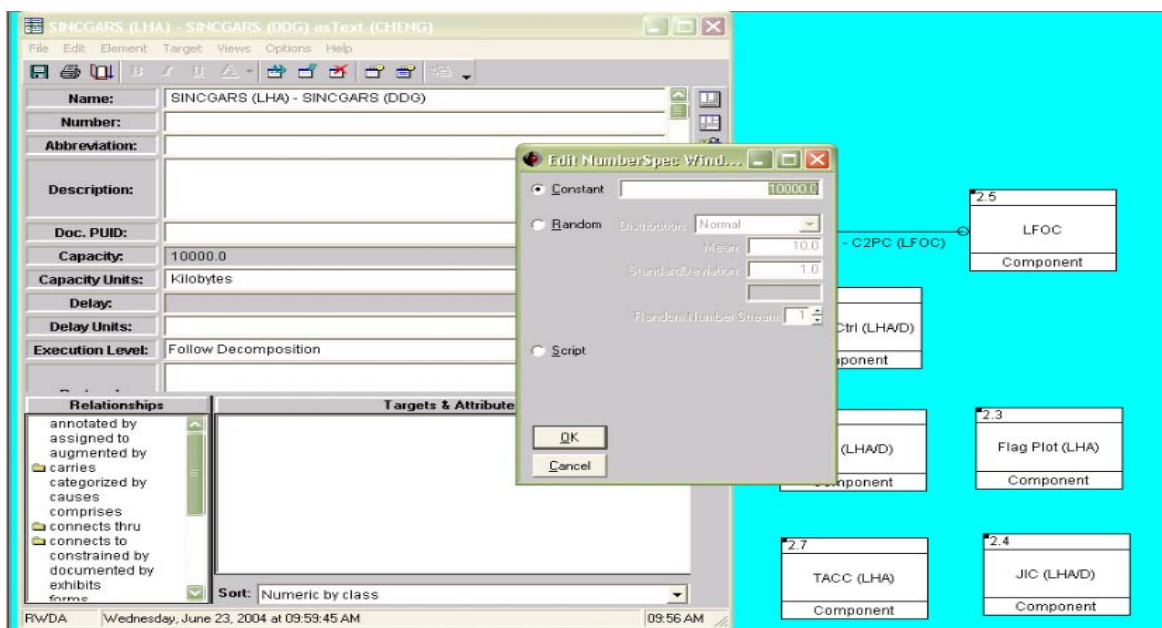 SINCGARS (LHA) - SINCGARS (DDG) asText (CHENG)
File Edit Element Target Views Options Help
B I U A
Name: SINCGARS (LHA) - SINCGARS (DDG)
Number:
Abbreviation:
Description:
Doc. PUID:
Capacity: 10000.0
Capacity Units: Kilobytes
Delay:
Delay Units:
Execution Level: Follow Decomposition
Relationships
annotated by
assigned to
augmented by
carries
categorized by
causes
comprises
connects thru
connects to
constrained by
documented by
exhibits
forms
Targets & Attribute
Sort: Numeric by class
RWDA Wednesday, June 23, 2004 at 09:59:45 AM 09:56 AM
Edit NumberSpec Wind...
Constant 10000.0
Random Distribution: Normal
Mean: 10.0
StandardDeviation: 1.0
Random Number Stream: 1
Script
OK
Cancel
- C2PC (LFOC)
2.5
LFOC
Component
Ctrl (LHA/D)
ponent
(LHA/D)
mponent
2.3
Flag Plot (LHA)
Component
2.7
TACC (LHA)
Component
2.4
JIC (LHA/D)
Component